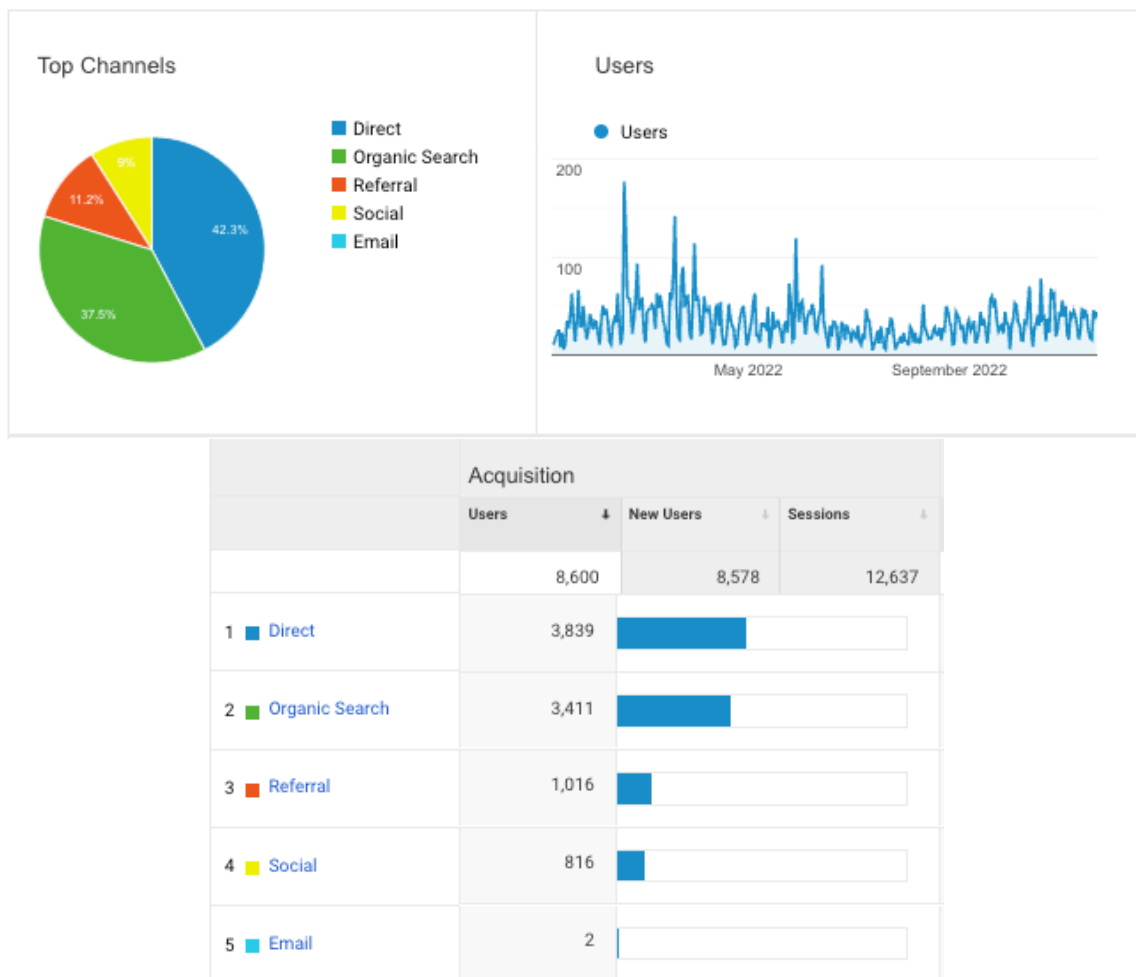 Top Channels
Direct
Organic Search
Referral
Social
Email
9%
11.2%
42.3%
37.5%
Users
Users
200
100
May 2022 September 2022
Acquisition
Users New Users Sessions
8,600 8,578 12,637
1 Direct 3,839
2 Organic Search 3,411
3 Referral 1,016
4 Social 816
5 Email 2